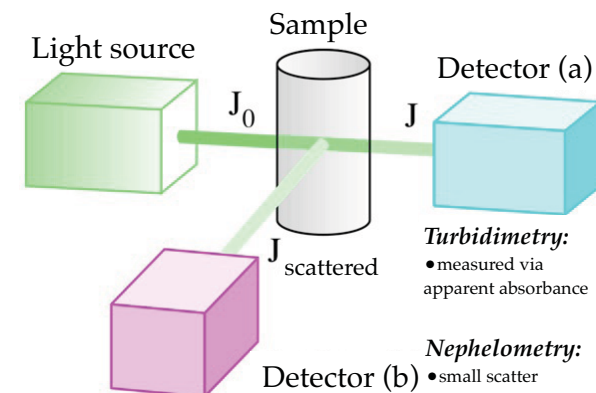 Sample
Light source
Detector (a)
J₀
J
Turbidimetry:
•measured via
apparent absorbance
J scattered
Nephelometry:
Detector (b)
•small scatter